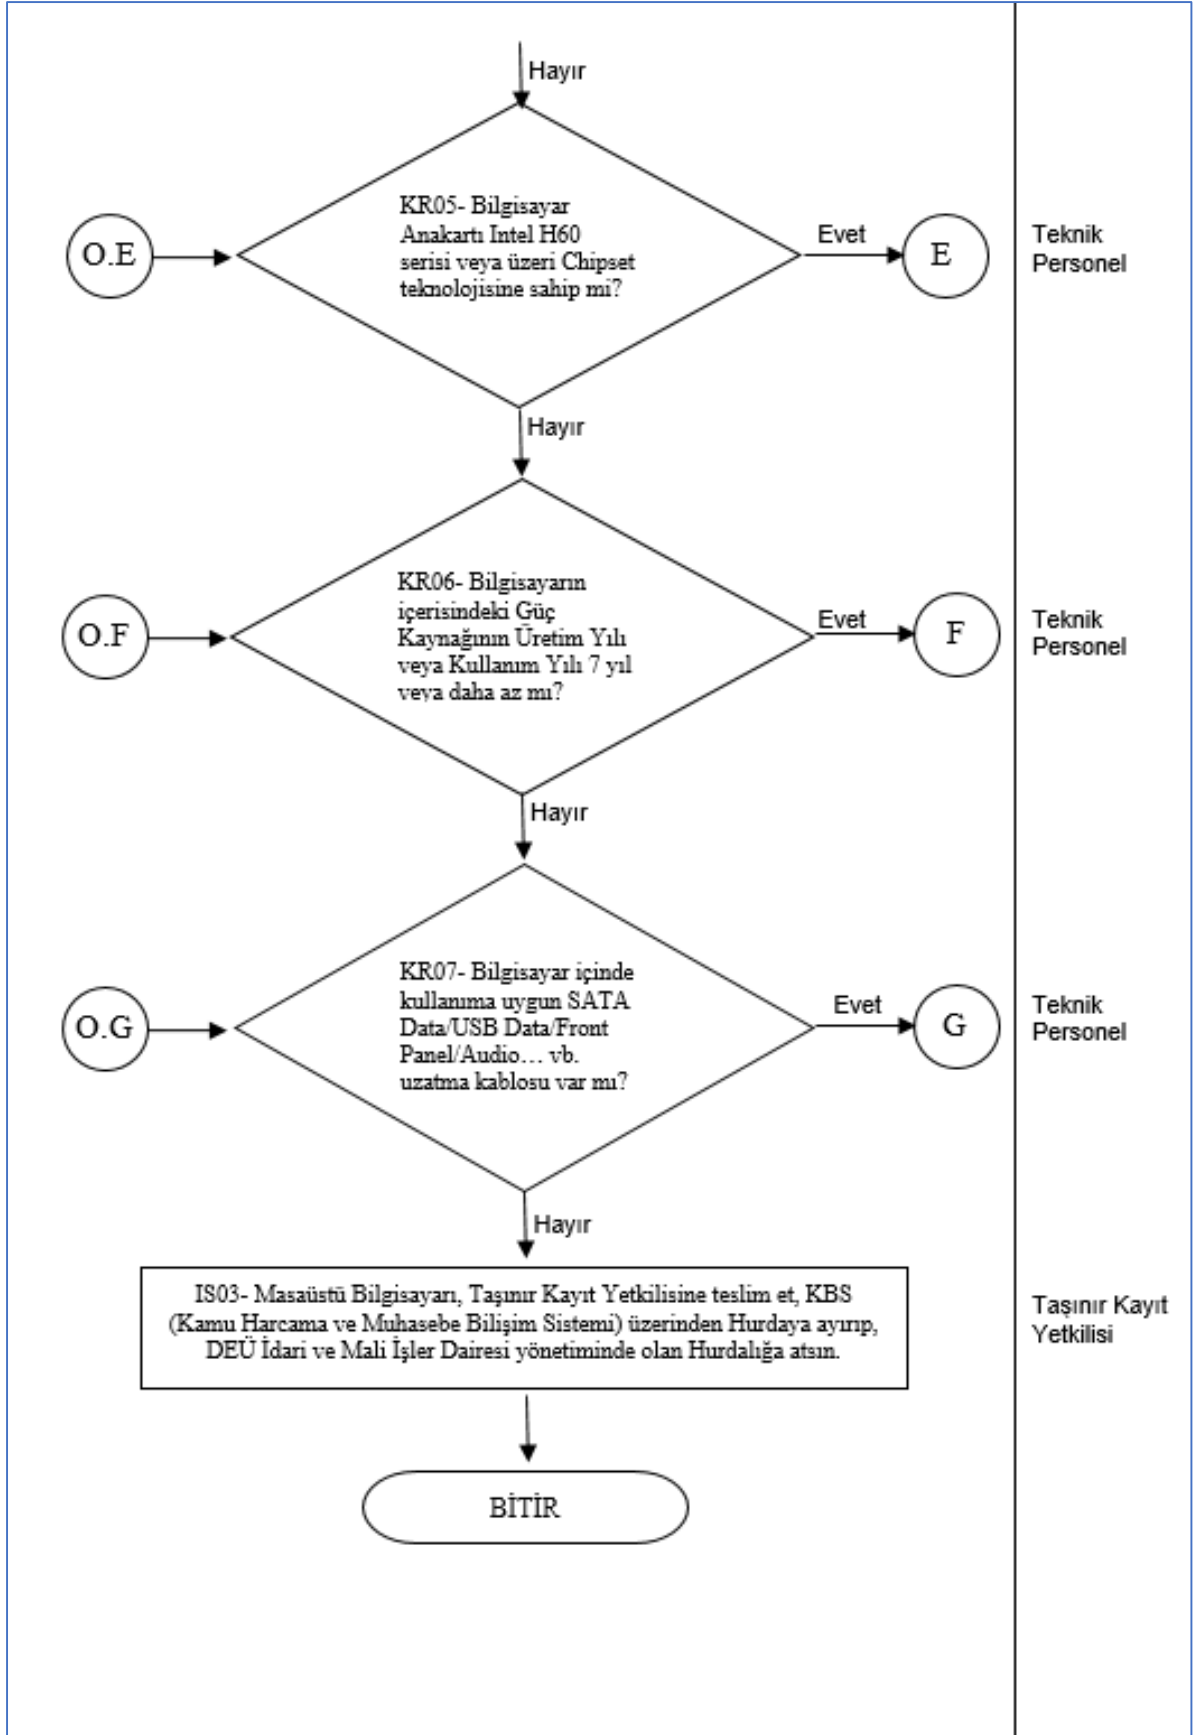 Hayır
KR05- Bilgisayar
Anakartı Intel H60
serisi veya üzeri Chipset
teknolojisine sahip mi?
O.E
Evet
E
Teknik
Personel
Hayır
KR06- Bilgisayarın
içerisindeki Güç
Kaynağının Üretim Yılı
veya Kullanım Yılı 7 yıl
veya daha az mı?
O.F
Evet
F
Teknik
Personel
Hayır
KR07- Bilgisayar içinde
kullanıma uygun SATA
Data/USB Data/Front
Panel/Audio… vb.
uzatma kablosu var mı?
O.G
Evet
G
Teknik
Personel
Hayır
IS03- Masaüstü Bilgisayarı, Taşınır Kayıt Yetkilisine teslim et, KBS
(Kamu Harcama ve Muhasebe Bilişim Sistemi) üzerinden Hurdaya ayırıp,
DEÜ İdari ve Mali İşler Dairesi yönetiminde olan Hurdalığa atsın.
Taşınır Kayıt
Yetkilisi
BİTİR